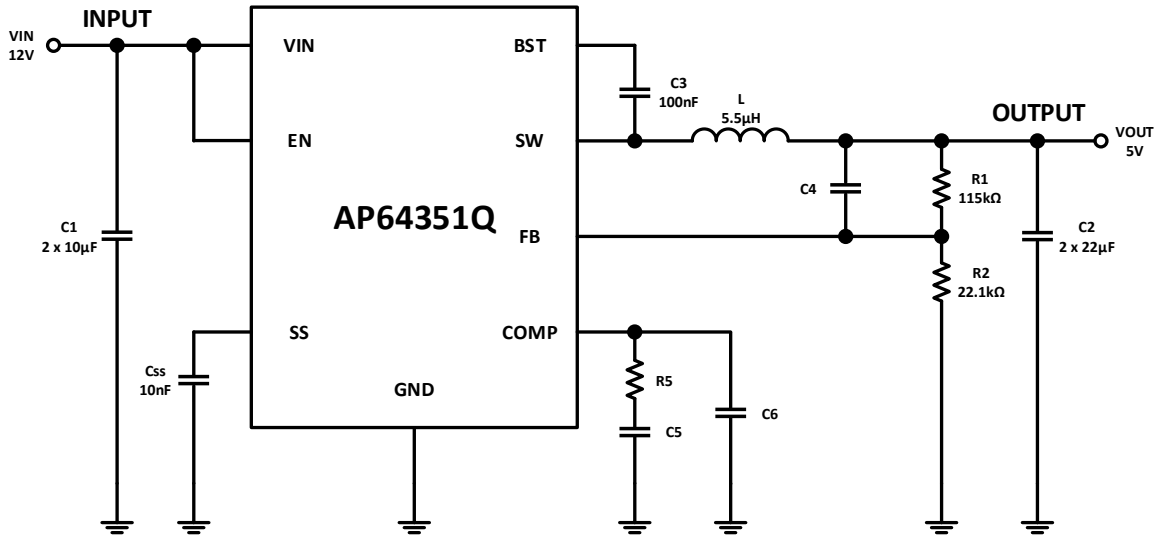 INPUT
VIN
12V
VIN
BST
C3
100nF
L
5.5µH
OUTPUT
VOUT
5V
EN
SW
C4
R1
115kΩ
AP64351Q
FB
C1
2 x 10µF
C2
2 x 22µF
R2
22.1kΩ
SS
COMP
Css
10nF
GND
R5
C5
C6